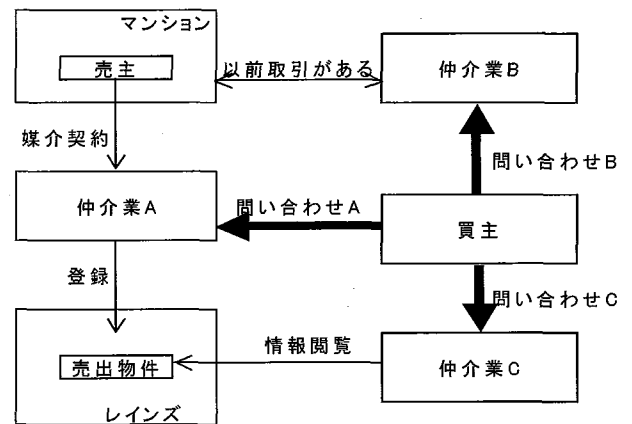 マンション
売主
以前取引がある
仲介業B
媒介契約
問い合わせB
仲介業A
問い合わせA
買主
登録
問い合わせC
売出物件
情報閲覧
仲介業C
レインズ